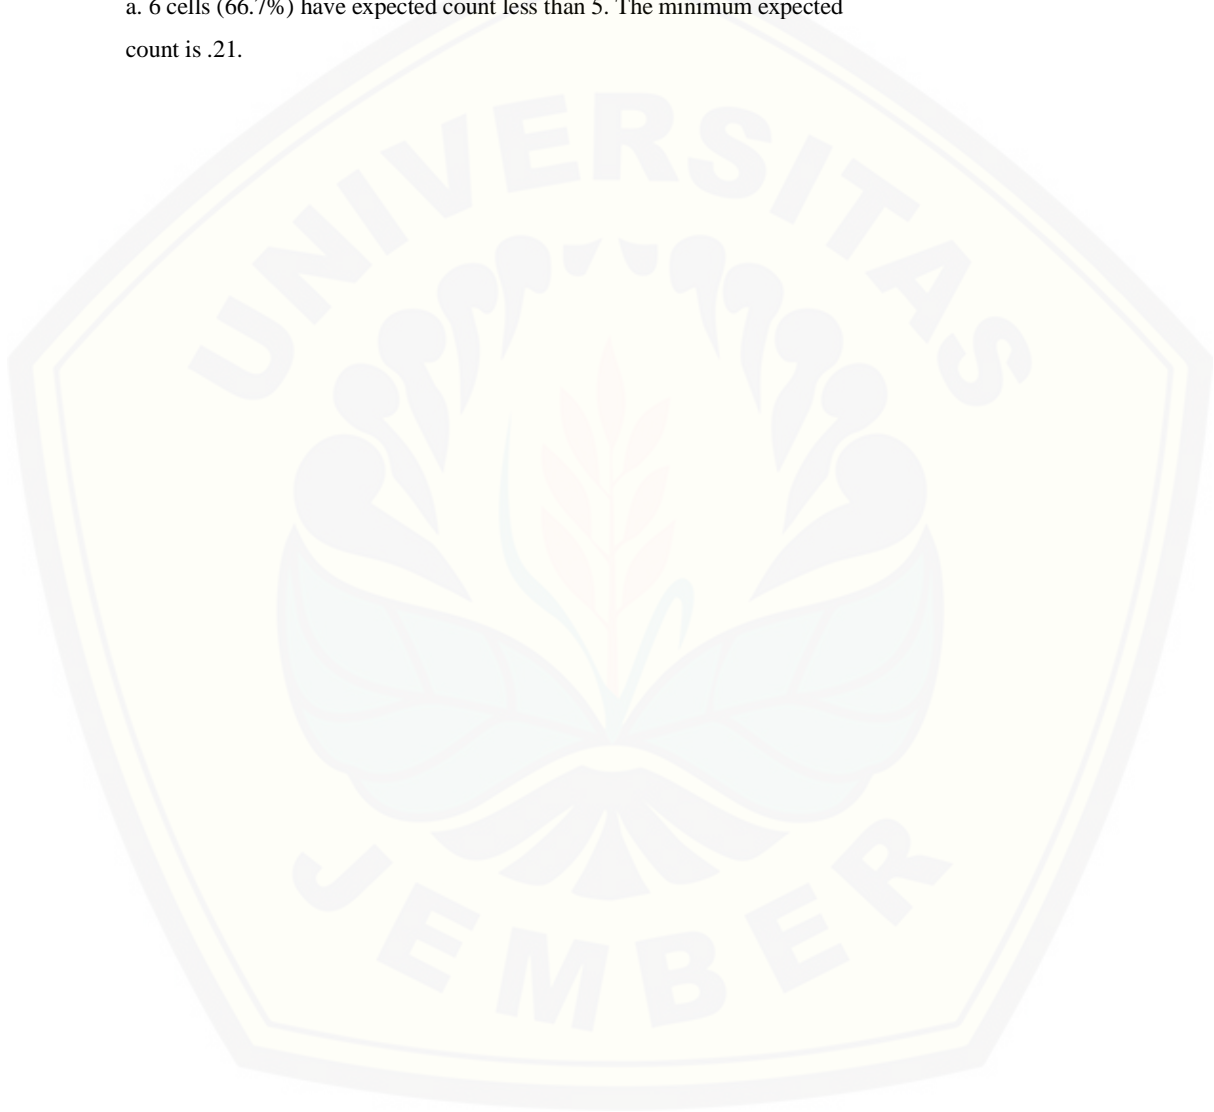 a. 6 cells (66.7%) have expected count less than 5. The minimum expected
count is .21.
UNIVERSITAS
JEMBER